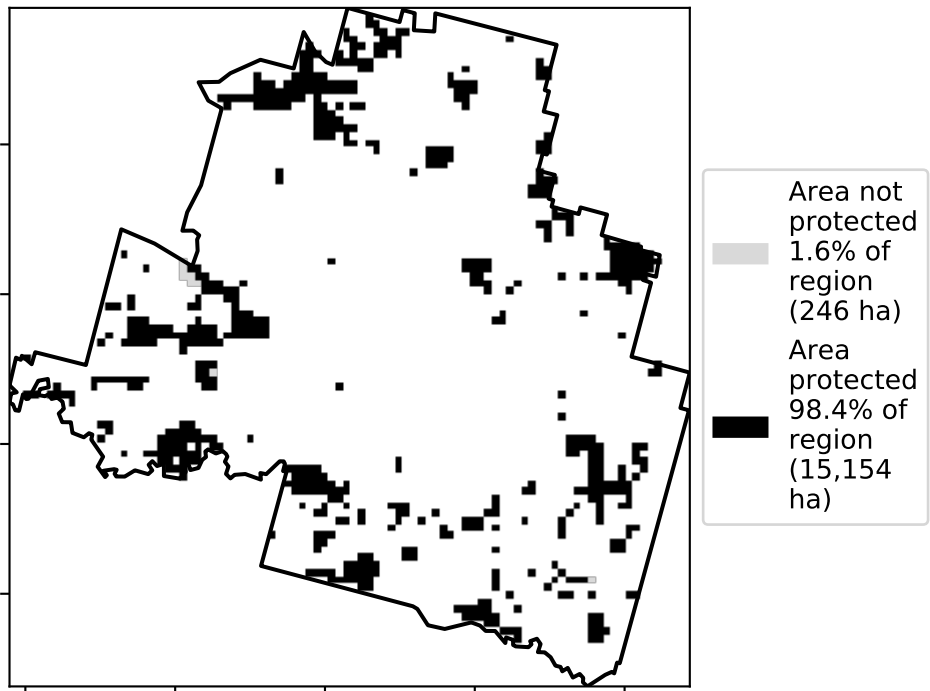 Area not
protected
1.6% of
region
(246 ha)
Area
protected
98.4% of
region
(15,154
ha)